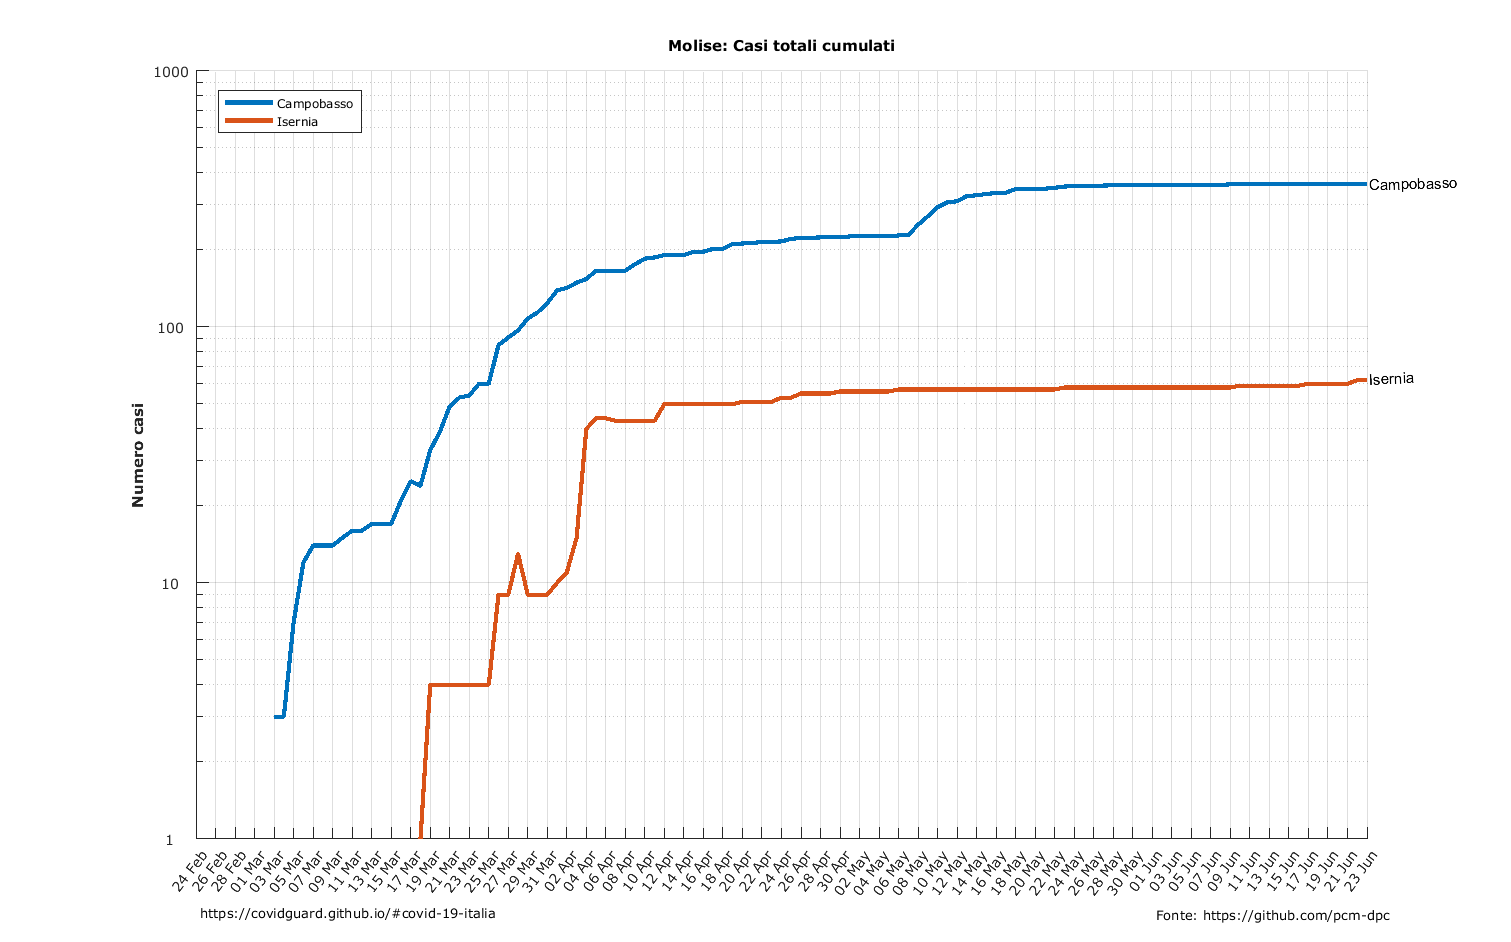 Molise: Casi totali cumulati
1000
100
10
1
Campobasso
Isernia
Campobasso
Isernia
Numero casi
24 Feb
26 Feb
28 Feb
01 Mar
03 Mar
05 Mar
07 Mar
09 Mar
11 Mar
13 Mar
15 Mar
17 Mar
19 Mar
21 Mar
23 Mar
25 Mar
27 Mar
29 Mar
31 Mar
02 Apr
04 Apr
06 Apr
08 Apr
10 Apr
12 Apr
14 Apr
16 Apr
18 Apr
20 Apr
22 Apr
24 Apr
26 Apr
28 Apr
30 Apr
02 May
04 May
06 May
08 May
10 May
12 May
14 May
16 May
18 May
20 May
22 May
24 May
26 May
28 May
30 May
01 Jun
03 Jun
05 Jun
07 Jun
09 Jun
11 Jun
13 Jun
15 Jun
17 Jun
19 Jun
21 Jun
23 Jun
https://covidguard.github.io/#covid-19-italia
Fonte: https://github.com/pcm-dpc